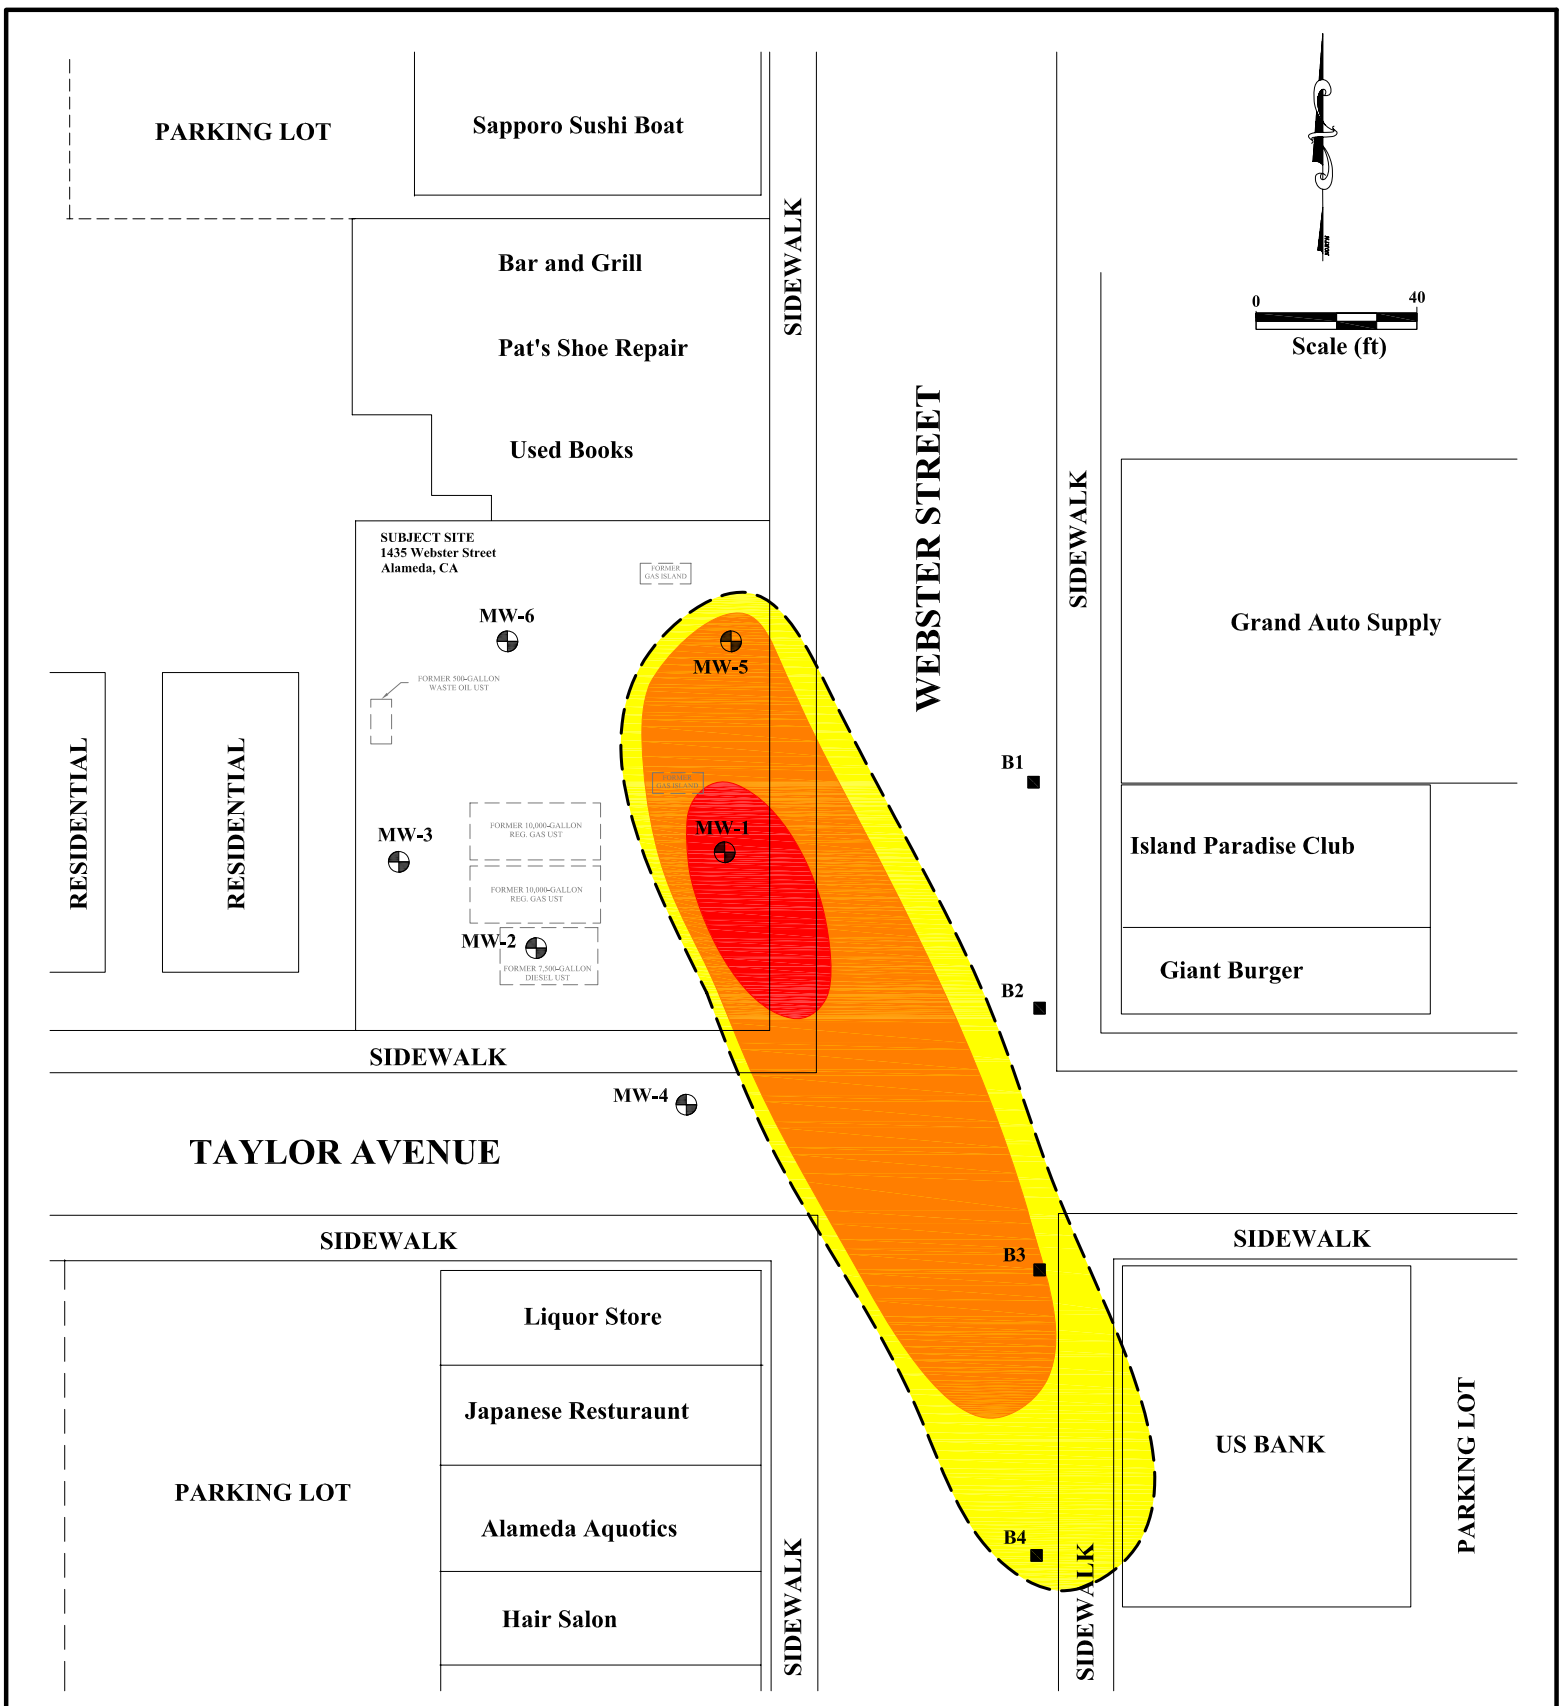 PARKING LOT
Sapporo Sushi Boat
SIDEWALK
NORTH
0 40
Scale (ft)
Bar and Grill
Pat's Shoe Repair
Used Books
WEBSTER STREET
SIDEWALK
SUBJECT SITE
1435 Webster Street
Alameda, CA
FORMER
GAS ISLAND
MW-6
MW-5
Grand Auto Supply
FORMER 500-GALLON
WASTE OIL UST
RESIDENTIAL
RESIDENTIAL
B1
FORMER
GAS ISLAND
MW-3
FORMER 10,000-GALLON
REG. GAS UST
MW-1
Island Paradise Club
FORMER 10,000-GALLON
REG. GAS UST
MW-2
FORMER 7,500-GALLON
DIESEL UST
Giant Burger
B2
SIDEWALK
MW-4
TAYLOR AVENUE
SIDEWALK
SIDEWALK
B3
Liquor Store
Japanese Resturaunt
US BANK
PARKING LOT
PARKING LOT
Alameda Aquotics
B4
SIDEWALK
SIDEWALK
Hair Salon